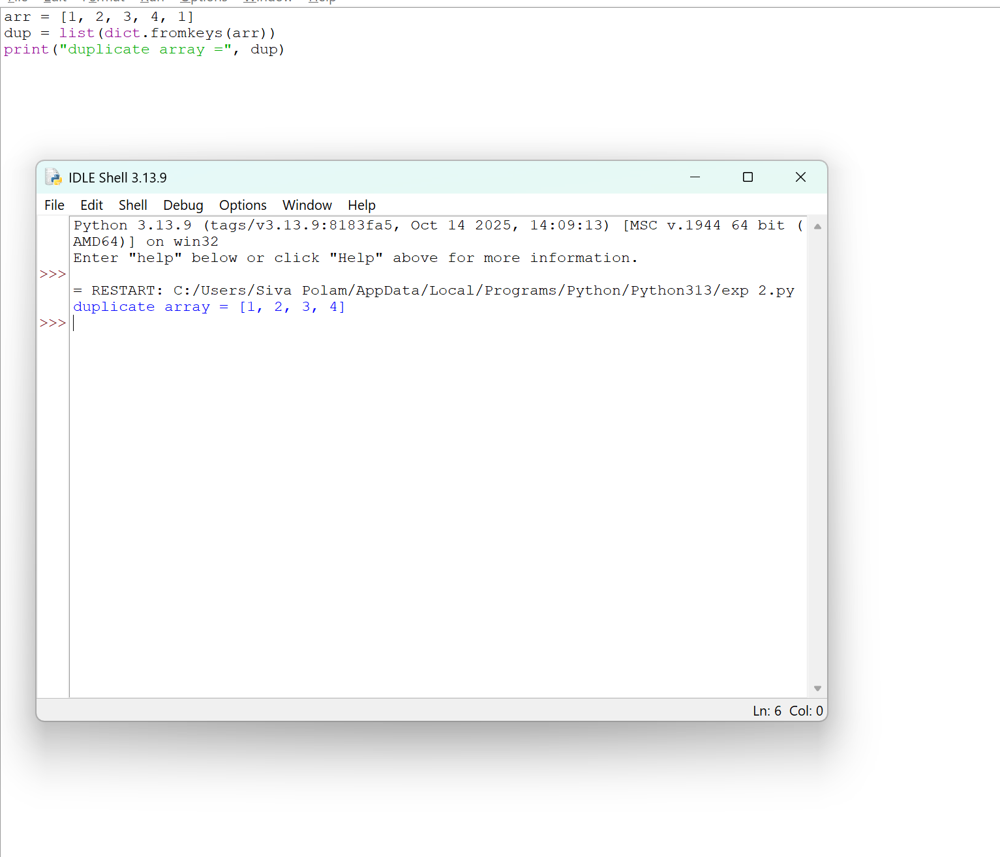 arr = [1, 2, 3, 4, 1]
dup = list(dict.fromkeys(arr))
print("duplicate array =", dup)
IDLE Shell 3.13.9
File Edit Shell Debug Options Window Help
Python 3.13.9 (tags/v3.13.9:8183fa5, Oct 14 2025, 14:09:13) [MSC v.1944 64 bit (
AMD64)] on win32
Enter "help" below or click "Help" above for more information.
>>>
= RESTART: C:/Users/Siva Polam/AppData/Local/Programs/Python/Python313/exp 2.py
duplicate array = [1, 2, 3, 4]
>>>
Ln: 6 Col: 0